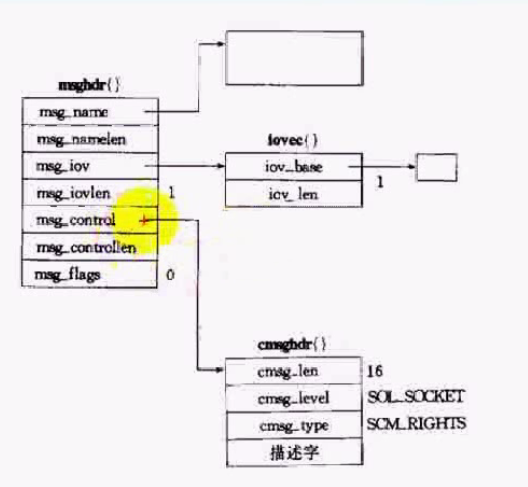 msghdr{}
msg_name
msg_namelen
msg_iov
msg_iovlen 1
msg_control
msg_controllen
msg_flags 0
iovec{}
iov_base
1
iov_len
cmsghdr{}
cmsg_len 16
cmsg_level SOL_SOCKET
cmsg_type SCM_RIGHTS
描述字